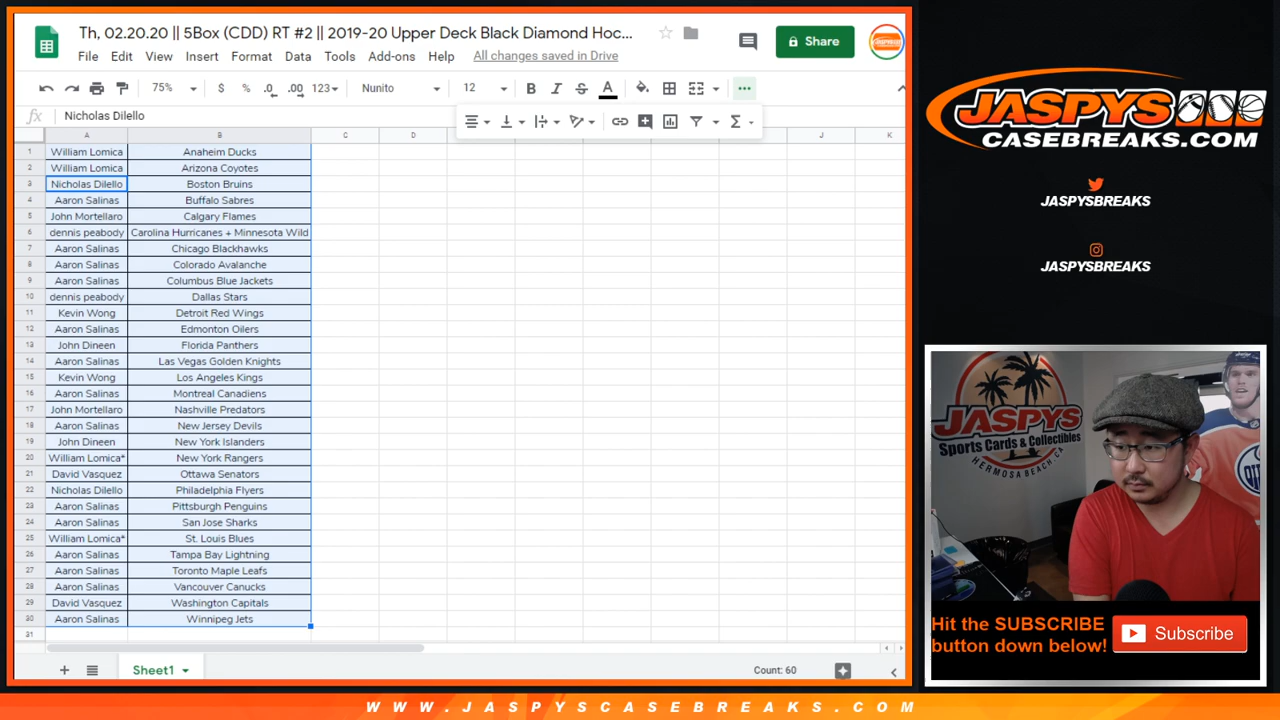 Th, 02.20.20 || 5Box (CDD) RT #2 || 2019-20 Upper Deck Black Diamond Hoc...
File Edit View Insert Format Data Tools Add-ons Help All changes saved in Drive
Share
75% $ % .0 .00 123 Nunito 12 B I S A
fx Nicholas Dilello
A B C D E F G H I J K
1 William Lomica Anaheim Ducks
2 William Lomica Arizona Coyotes
3 Nicholas Dilello Boston Bruins
4 Aaron Salinas Buffalo Sabres
5 John Mortellaro Calgary Flames
6 dennis peabody Carolina Hurricanes + Minnesota Wild
7 Aaron Salinas Chicago Blackhawks
8 Aaron Salinas Colorado Avalanche
9 Aaron Salinas Columbus Blue Jackets
10 dennis peabody Dallas Stars
11 Kevin Wong Detroit Red Wings
12 Aaron Salinas Edmonton Oilers
13 John Dineen Florida Panthers
14 Aaron Salinas Las Vegas Golden Knights
15 Kevin Wong Los Angeles Kings
16 Aaron Salinas Montreal Canadiens
17 John Mortellaro Nashville Predators
18 Aaron Salinas New Jersey Devils
19 John Dineen New York Islanders
20 William Lomica* New York Rangers
21 David Vasquez Ottawa Senators
22 Nicholas Dilello Philadelphia Flyers
23 Aaron Salinas Pittsburgh Penguins
24 Aaron Salinas San Jose Sharks
25 William Lomica* St. Louis Blues
26 Aaron Salinas Tampa Bay Lightning
27 Aaron Salinas Toronto Maple Leafs
28 Aaron Salinas Vancouver Canucks
29 David Vasquez Washington Capitals
30 Aaron Salinas Winnipeg Jets
31
Sheet1
Count: 60
JASPYS
CASEBREAKS.COM
JASPYSBREAKS
JASPYSBREAKS
JASPYS
Sports Cards & Collectibles
HERMOSA BEACH, CA
Hit the SUBSCRIBE
button down below!
Subscribe
WWW.JASPYSCASEBREAKS.COM